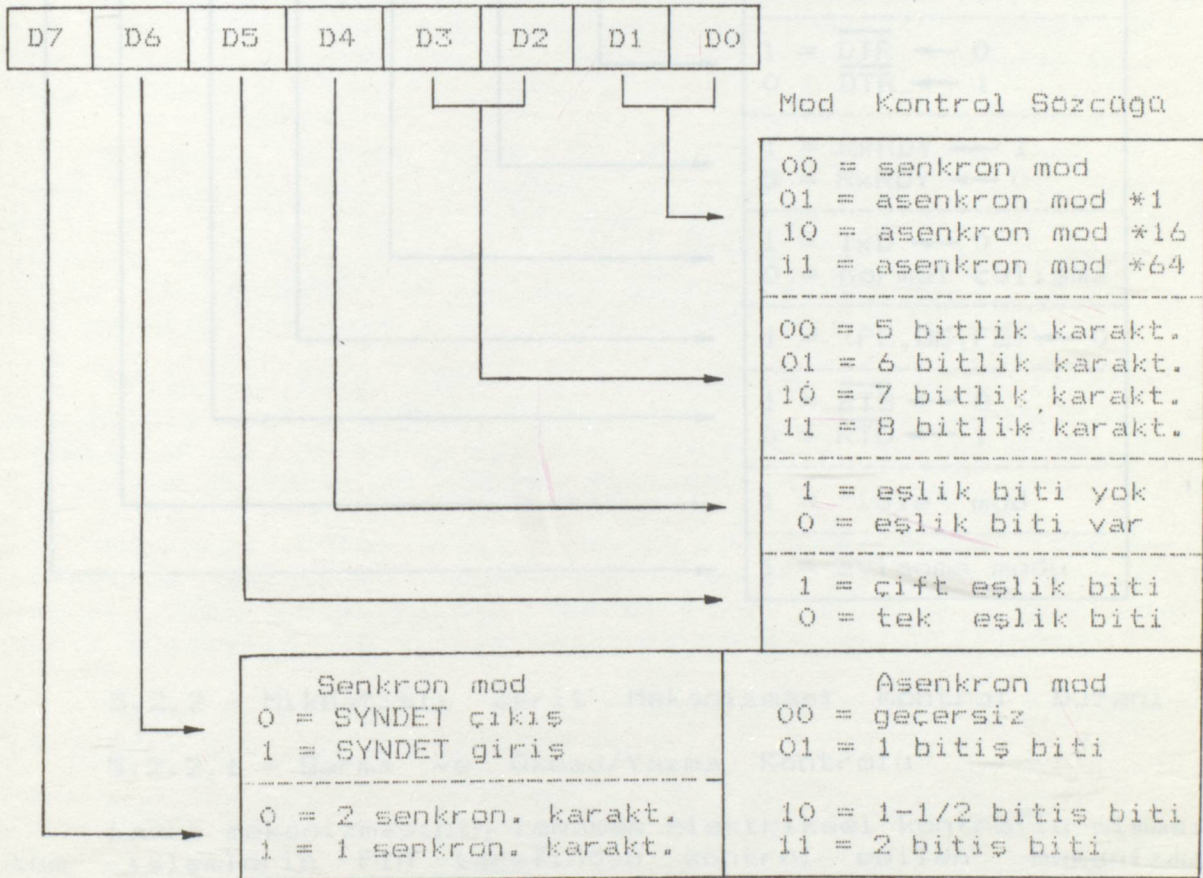 D7 D6 D5 D4 D3 D2 D1 D0
Mod Kontrol Sözcüğü
00 = senkron mod
01 = asenkron mod *1
10 = asenkron mod *16
11 = asenkron mod *64
00 = 5 bitlik karakt.
01 = 6 bitlik karakt.
10 = 7 bitlik karakt.
11 = 8 bitlik karakt.
1 = eşlik biti yok
0 = eşlik biti var
1 = çift eşlik biti
0 = tek eşlik biti
Senkron mod
0 = SYNDET çıkış
1 = SYNDET giriş
0 = 2 senkron. karakt.
1 = 1 senkron. karakt.
Asenkron mod
00 = geçersiz
01 = 1 bitiş biti
10 = 1-1/2 bitiş biti
11 = 2 bitiş biti